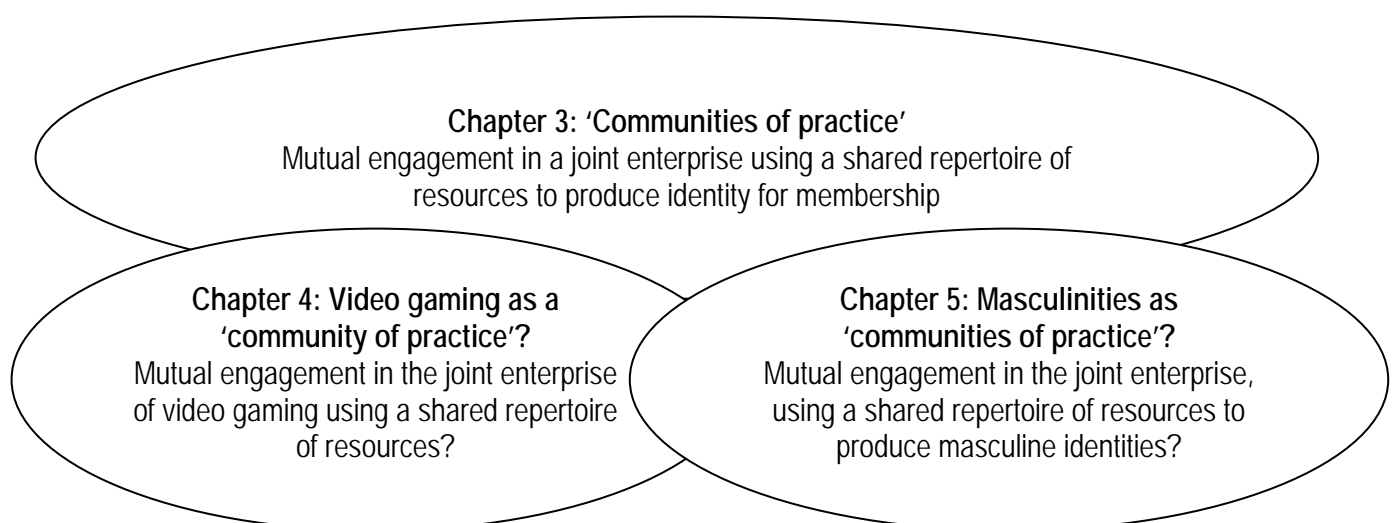 Chapter 3: ‘Communities of practice’
Mutual engagement in a joint enterprise using a shared repertoire of
resources to produce identity for membership
Chapter 4: Video gaming as a
‘community of practice’?
Mutual engagement in the joint enterprise
of video gaming using a shared repertoire
of resources?
Chapter 5: Masculinities as
‘communities of practice’?
Mutual engagement in the joint enterprise,
using a shared repertoire of resources to
produce masculine identities?